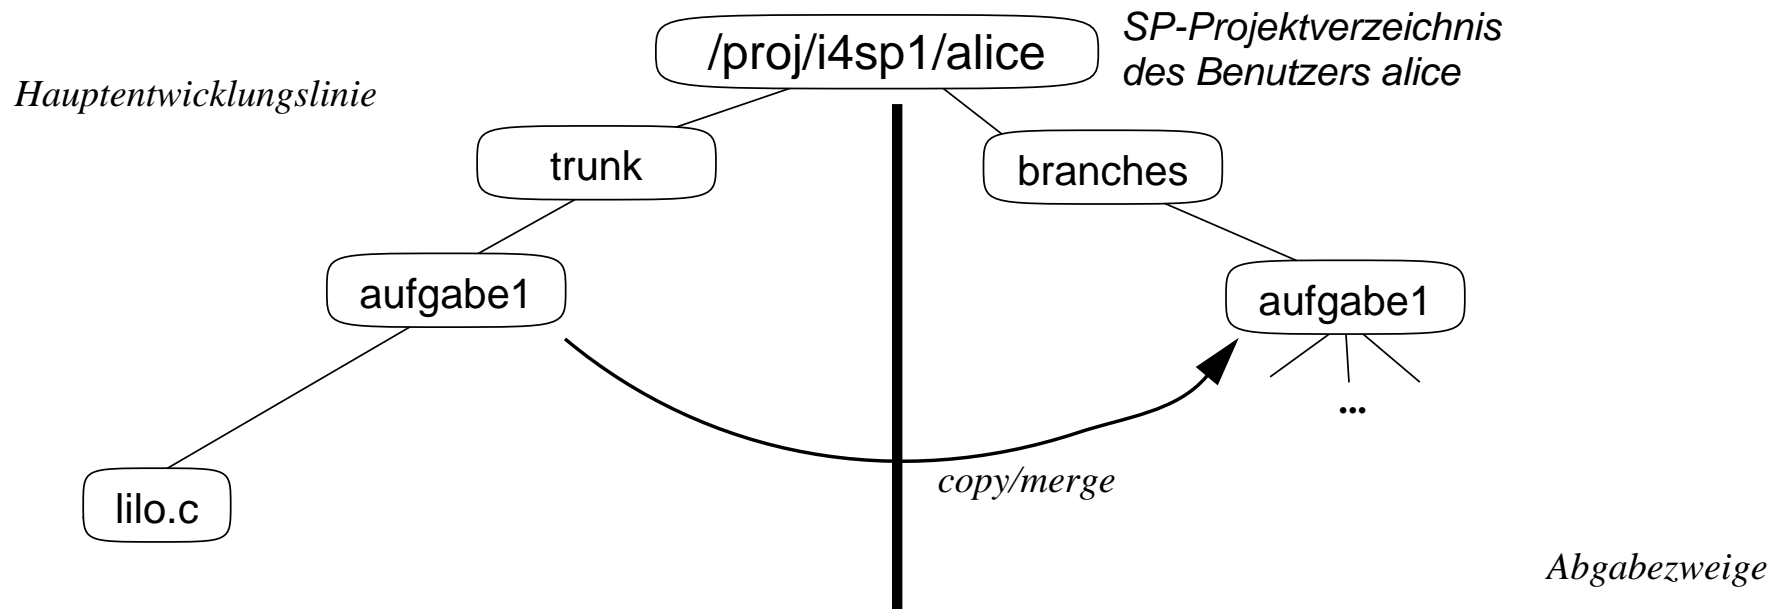 /proj/i4sp1/alice
SP-Projektverzeichnis
des Benutzers alice
Hauptentwicklungslinie
trunk
branches
aufgabe1
aufgabe1
...
copy/merge
lilo.c
Abgabezweige